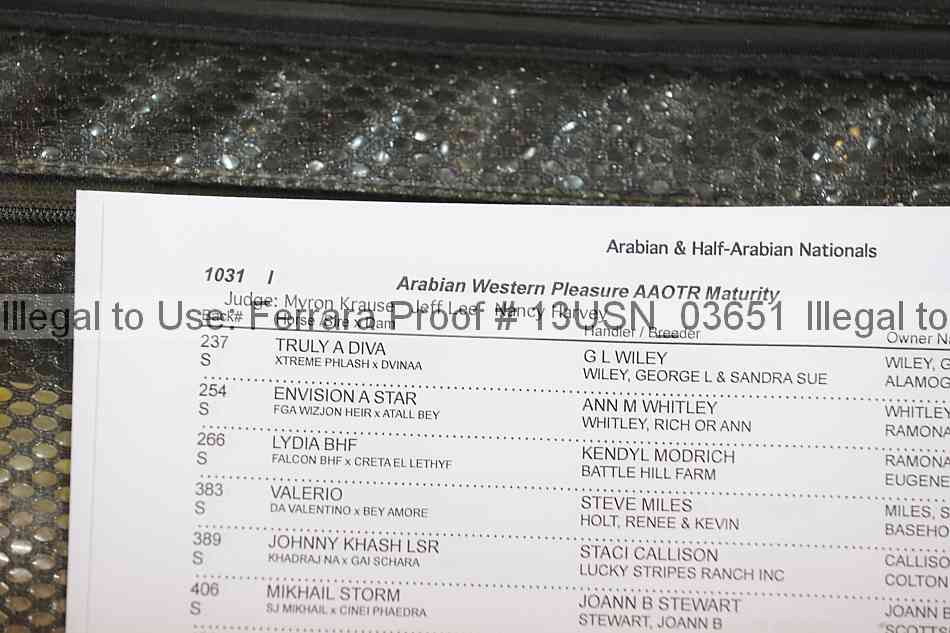 Arabian & Half-Arabian Nationals
1031 I
Arabian Western Pleasure AAOTR Maturity
Judge: Myron Krause Jeff Lee Nancy Harvey
Illegal to Use: Ferrara Proof # 13USN_03651 Illegal to
Back# Horse / Sire x Dam Handler / Breeder Owner Na
237 TRULY A DIVA G L WILEY WILEY, G
S XTREME PHLASH x DVINAA WILEY, GEORGE L & SANDRA SUE ALAMOG
254 ENVISION A STAR ANN M WHITLEY WHITLEY
S FGA WIZJON HEIR x ATALL BEY WHITLEY, RICH OR ANN RAMONA
266 LYDIA BHF KENDYL MODRICH RAMONA
S FALCON BHF x CRETA EL LETHYF BATTLE HILL FARM EUGENE
383 VALERIO STEVE MILES MILES, S
S DA VALENTINO x BEY AMORE HOLT, RENEE & KEVIN BASEHO
389 JOHNNY KHASH LSR STACI CALLISON CALLISO
S KHADRAJ NA x GAI SCHARA LUCKY STRIPES RANCH INC COLTON
406 MIKHAIL STORM JOANN B STEWART JOANN B
S SJ MIKHAIL x CINEI PHAEDRA STEWART, JOANN B SCOTTS